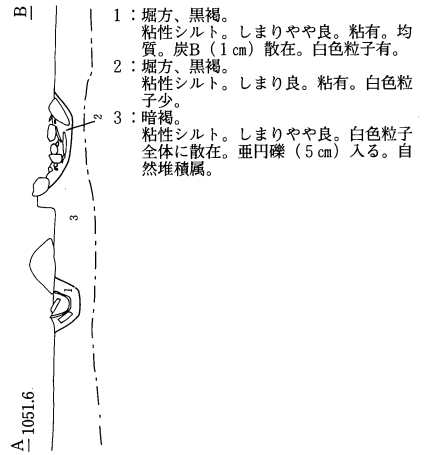 1：堀方、黒褐。
粘性シルト。しまりやや良。粘有。均
質。炭B（1㎝）散在。白色粒子有。
2：堀方、黒褐。
粘性シルト。しまり良。粘有。白色粒
子少。
3：暗褐。
粘性シルト。しまりやや良。白色粒子
全体に散在。亜円礫（5㎝）入る。自
然堆積属。
B
2
3
1
A
1051.6